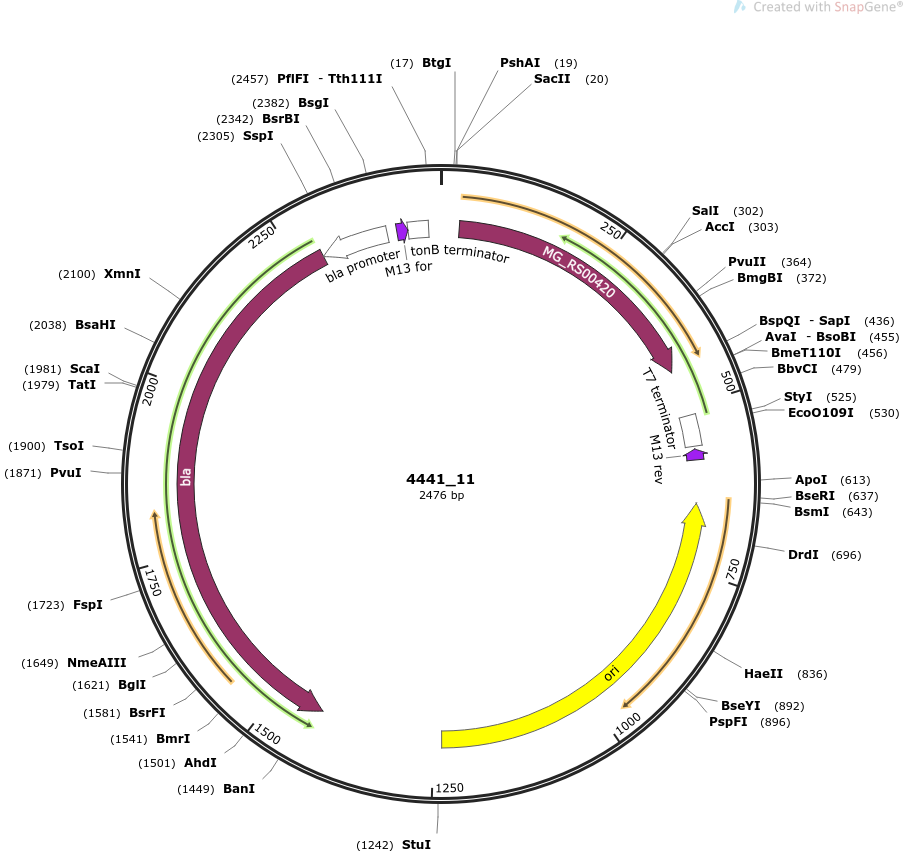 Created with SnapGene®
(17) BtgI
PshAI (19)
SacII (20)
(2457) PflFI - Tth111I
(2382) BsgI
(2342) BsrBI
(2305) SspI
SalI (302)
AccI (303)
PvuII (364)
BmgBI (372)
BspQI - SapI (436)
AvaI - BsoBI (455)
BmeT110I (456)
BbvCI (479)
StyI (525)
EcoO109I (530)
ApoI (613)
BseRI (637)
BsmI (643)
DrdI (696)
HaeII (836)
BseYI (892)
PspFI (896)
(1242) StuI
(1449) BanI
(1501) AhdI
(1541) BmrI
(1581) BsrFI
(1621) BglI
(1649) NmeAIII
(1723) FspI
(1871) PvuI
(1900) TsoI
(1979) TatI
(1981) ScaI
(2038) BsaHI
(2100) XmnI
250
500
750
1000
1250
1500
1750
2000
2250
MG_RS00420
T7 terminator
M13 rev
ori
bla
bla promoter
M13 for
tonB terminator
4441_11
2476 bp